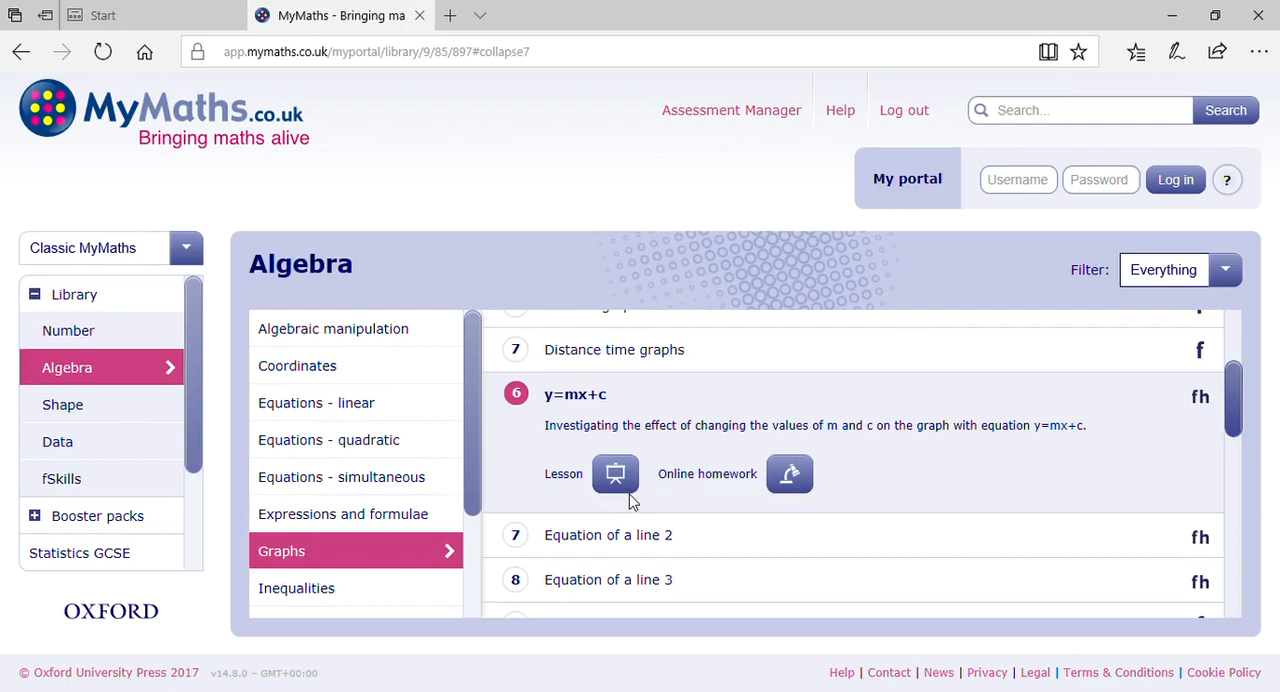 Start
MyMaths - Bringing ma
app.mymaths.co.uk/myportal/library/9/85/897#collapse7
MyMaths.co.uk
Bringing maths alive
Assessment Manager
Help
Log out
Search...
Search
My portal
Username
Password
Log in
?
Classic MyMaths
Library
Number
Algebra
Shape
Data
fSkills
Booster packs
Statistics GCSE
OXFORD
Algebra
Filter:
Everything
Algebraic manipulation
Coordinates
Equations - linear
Equations - quadratic
Equations - simultaneous
Expressions and formulae
Graphs
Inequalities
7 Distance time graphs f
6 y=mx+c fh
Investigating the effect of changing the values of m and c on the graph with equation y=mx+c.
Lesson
Online homework
7 Equation of a line 2 fh
8 Equation of a line 3 fh
© Oxford University Press 2017 v14.8.0 – GMT+00:00
Help | Contact | News | Privacy | Legal | Terms & Conditions | Cookie Policy